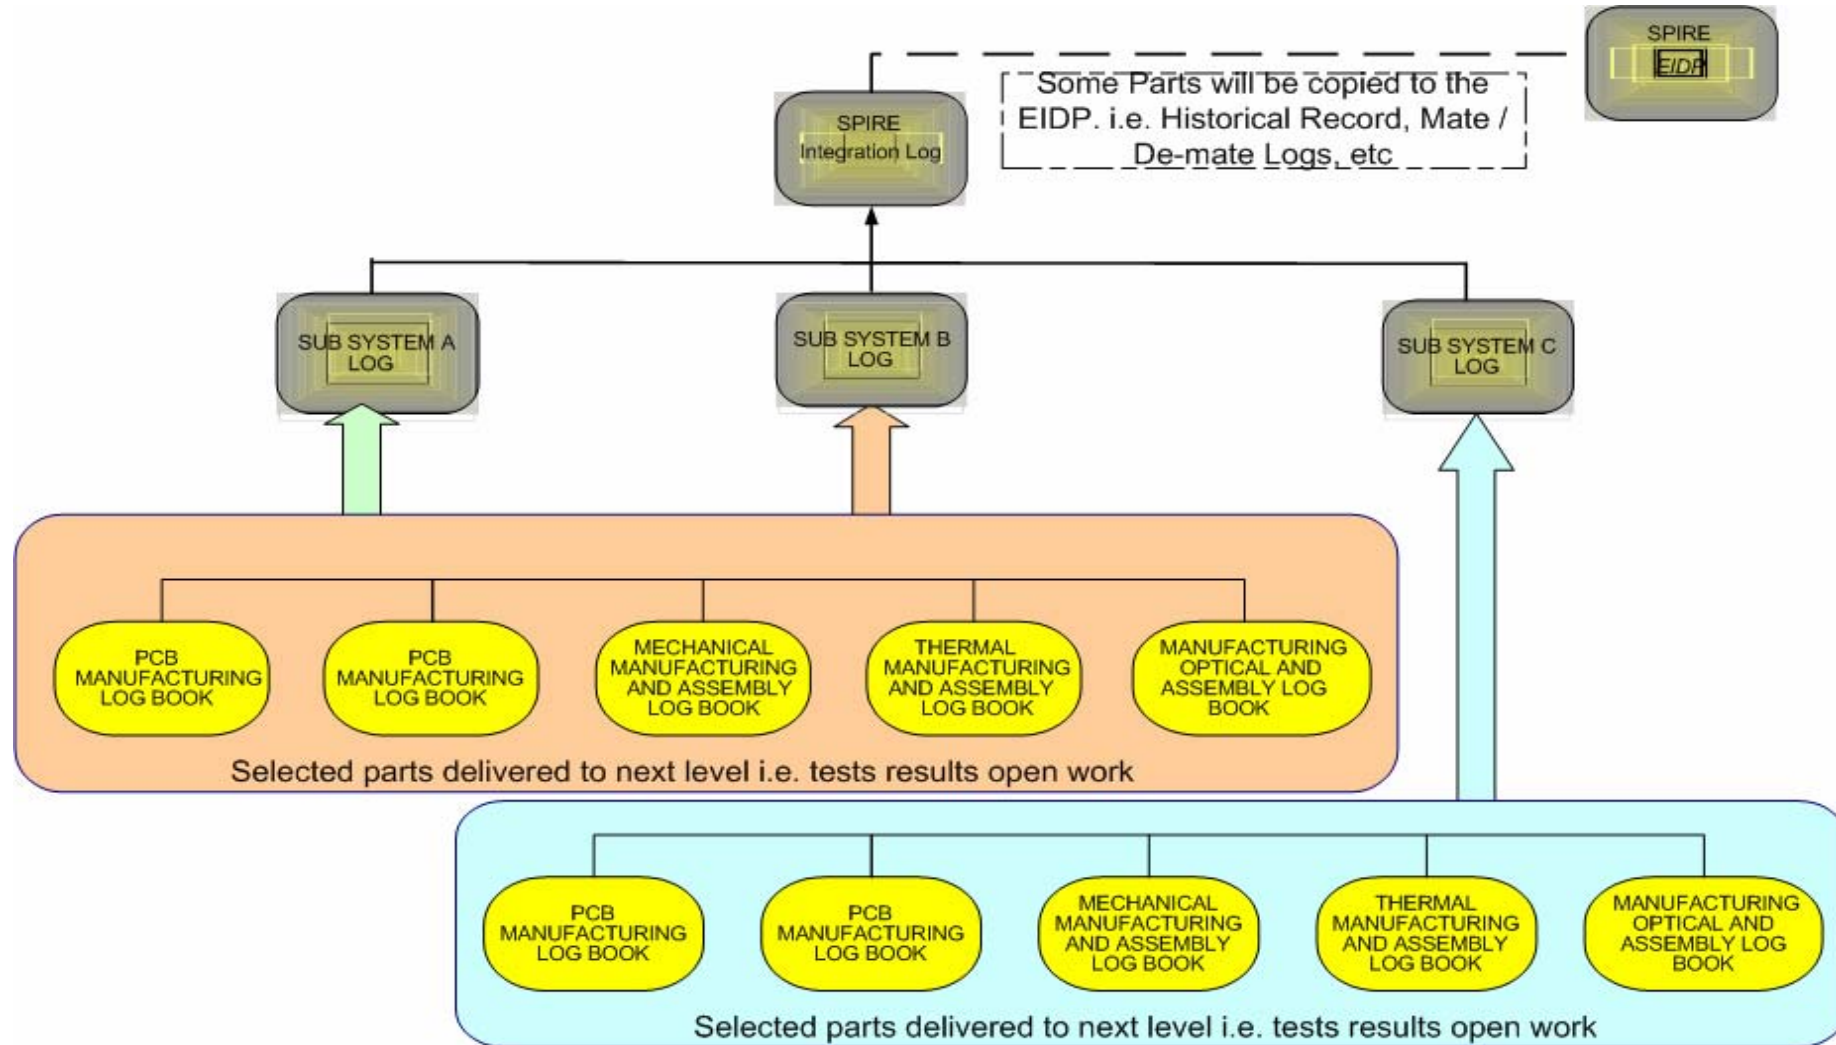 SPIRE
EIDP
Some Parts will be copied to the
EIDP. i.e. Historical Record, Mate /
De-mate Logs, etc
SPIRE
Integration Log
SUB SYSTEM A
LOG
SUB SYSTEM B
LOG
SUB SYSTEM C
LOG
PCB
MANUFACTURING
LOG BOOK
PCB
MANUFACTURING
LOG BOOK
MECHANICAL
MANUFACTURING
AND ASSEMBLY
LOG BOOK
THERMAL
MANUFACTURING
AND ASSEMBLY
LOG BOOK
MANUFACTURING
OPTICAL AND
ASSEMBLY LOG
BOOK
Selected parts delivered to next level i.e. tests results open work
PCB
MANUFACTURING
LOG BOOK
PCB
MANUFACTURING
LOG BOOK
MECHANICAL
MANUFACTURING
AND ASSEMBLY
LOG BOOK
THERMAL
MANUFACTURING
AND ASSEMBLY
LOG BOOK
MANUFACTURING
OPTICAL AND
ASSEMBLY LOG
BOOK
Selected parts delivered to next level i.e. tests results open work